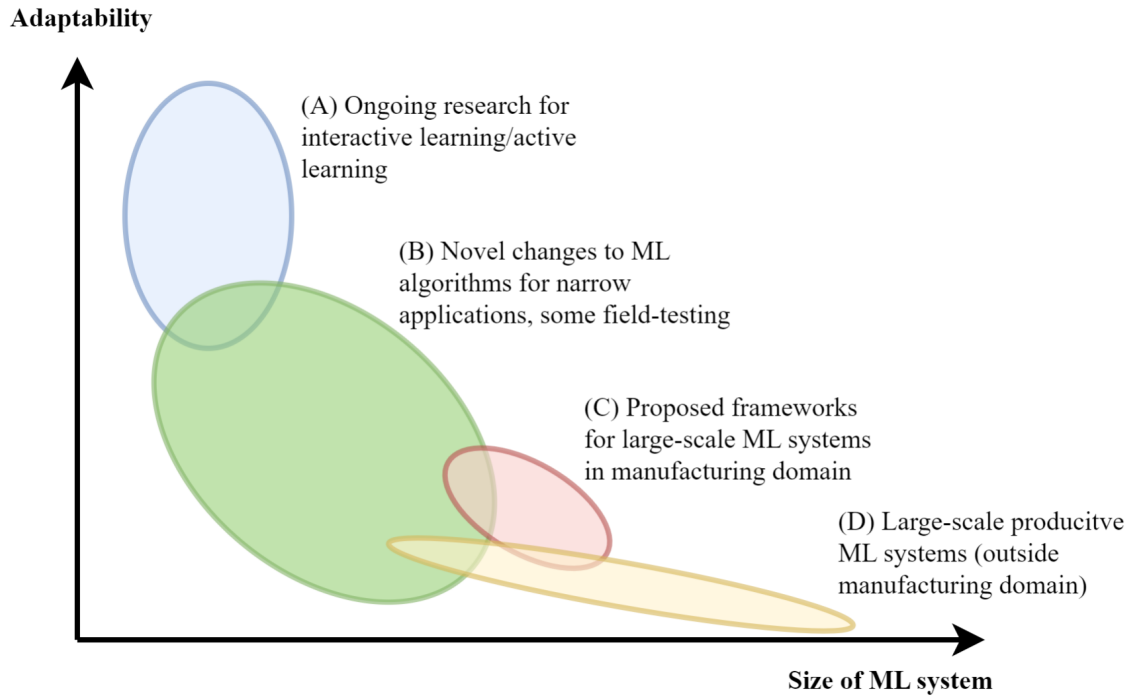 Adaptability
(A) Ongoing research for
interactive learning/active
learning
(B) Novel changes to ML
algorithms for narrow
applications, some field-testing
(C) Proposed frameworks
for large-scale ML systems
in manufacturing domain
(D) Large-scale producitve
ML systems (outside
manufacturing domain)
Size of ML system